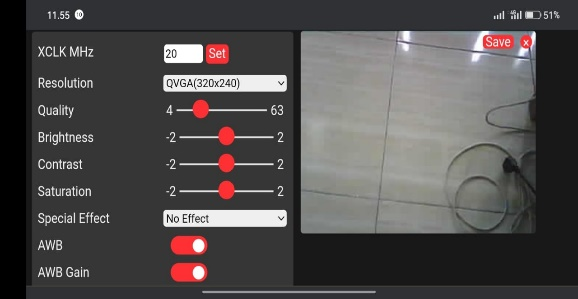 11.55 51%
XCLK MHz 20 Set
Save x
Resolution QVGA(320x240)
Quality 4 63
Brightness -2 2
Contrast -2 2
Saturation -2 2
Special Effect No Effect
AWB
AWB Gain